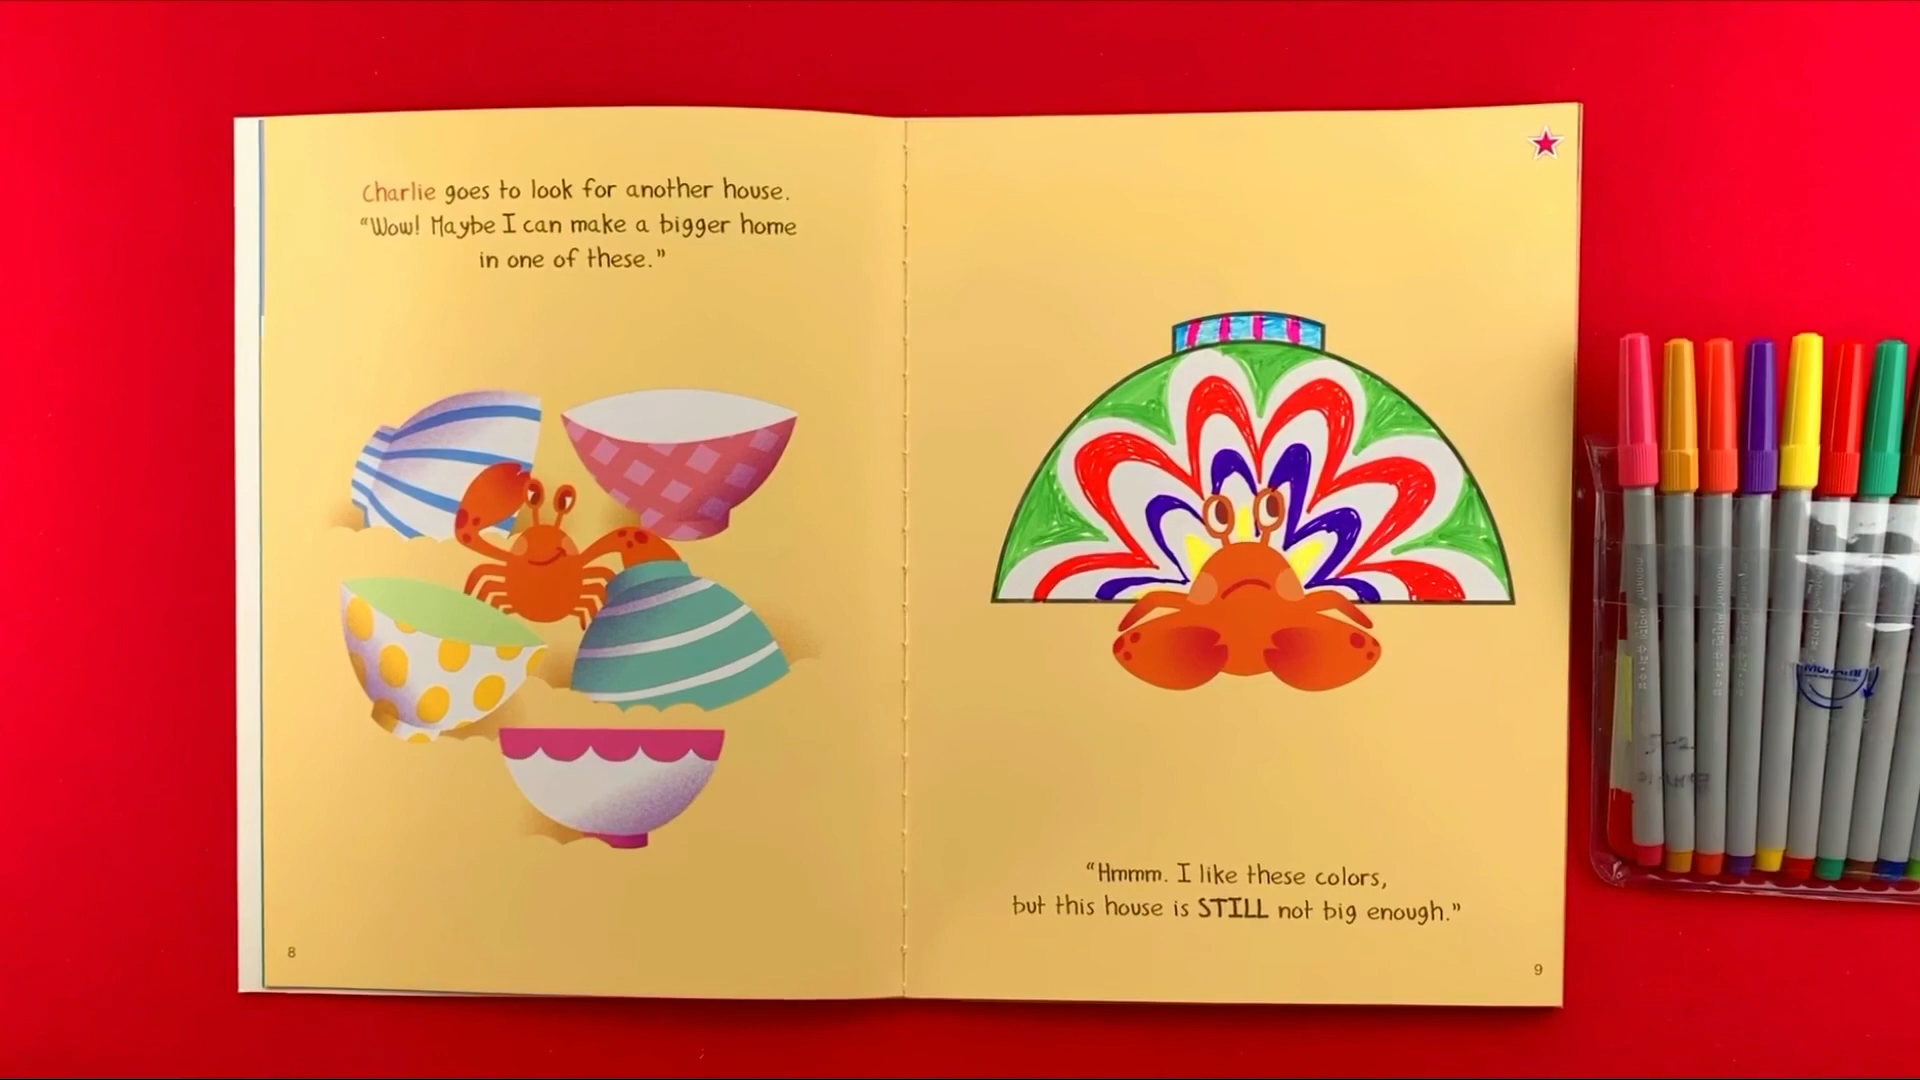 Charlie goes to look for another house.
“Wow! Maybe I can make a bigger home
in one of these.”
8
“Hmmm. I like these colors,
but this house is STILL not big enough.”
9